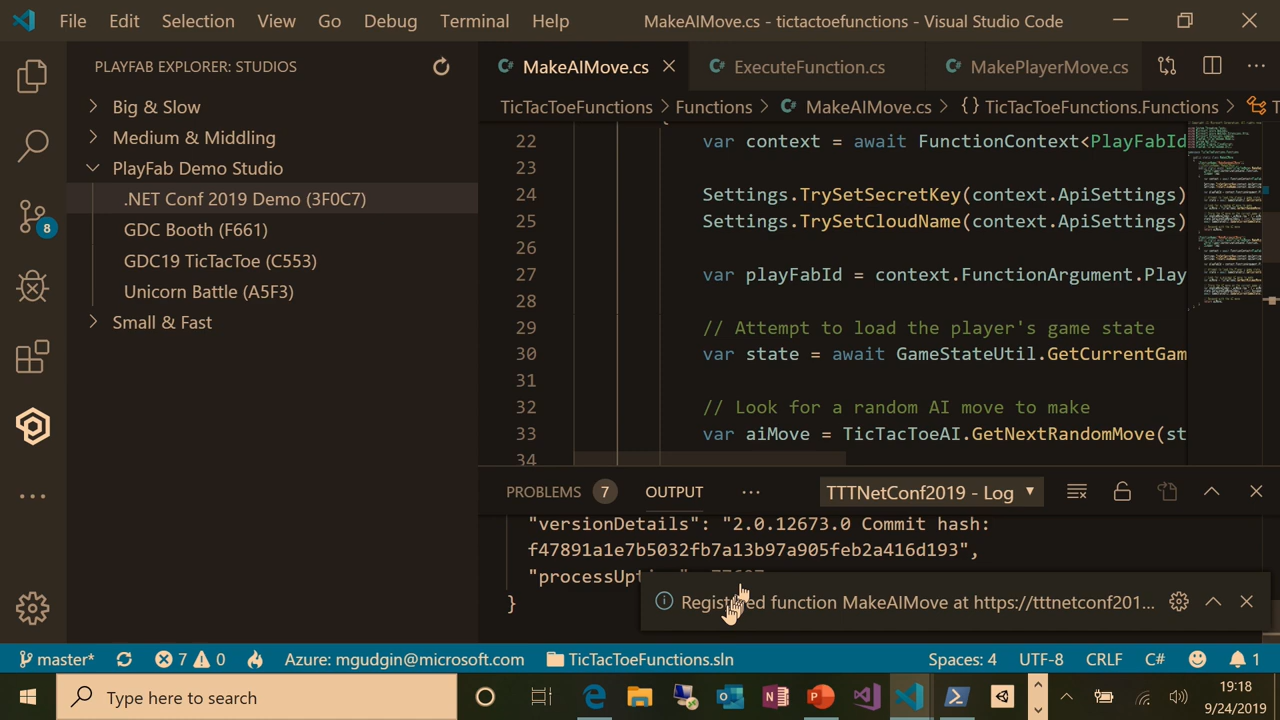 File Edit Selection View Go Debug Terminal Help MakeAIMove.cs - tictactoefunctions - Visual Studio Code
PLAYFAB EXPLORER: STUDIOS
Big & Slow
Medium & Middling
PlayFab Demo Studio
.NET Conf 2019 Demo (3F0C7)
GDC Booth (F661)
GDC19 TicTacToe (C553)
Unicorn Battle (A5F3)
Small & Fast
8
MakeAIMove.cs ExecuteFunction.cs MakePlayerMove.cs
TicTacToeFunctions > Functions > MakeAIMove.cs > {} TicTacToeFunctions.Functions > T
22 var context = await FunctionContext<PlayFabId
23
24 Settings.TrySetSecretKey(context.ApiSettings)
25 Settings.TrySetCloudName(context.ApiSettings)
26
27 var playFabId = context.FunctionArgument.Play
28
29 // Attempt to load the player's game state
30 var state = await GameStateUtil.GetCurrentGam
31
32 // Look for a random AI move to make
33 var aiMove = TicTacToeAI.GetNextRandomMove(st
34
PROBLEMS 7 OUTPUT ... TTTNetConf2019 - Log
"versionDetails": "2.0.12673.0 Commit hash:
f47891a1e7b5032fb7a13b97a905feb2a416d193",
"processUpt
}
Registered function MakeAIMove at https://tttnetconf201...
master* 7 0 Azure: mgudgin@microsoft.com TicTacToeFunctions.sln Spaces: 4 UTF-8 CRLF C# 1
Type here to search
19:18
9/24/2019